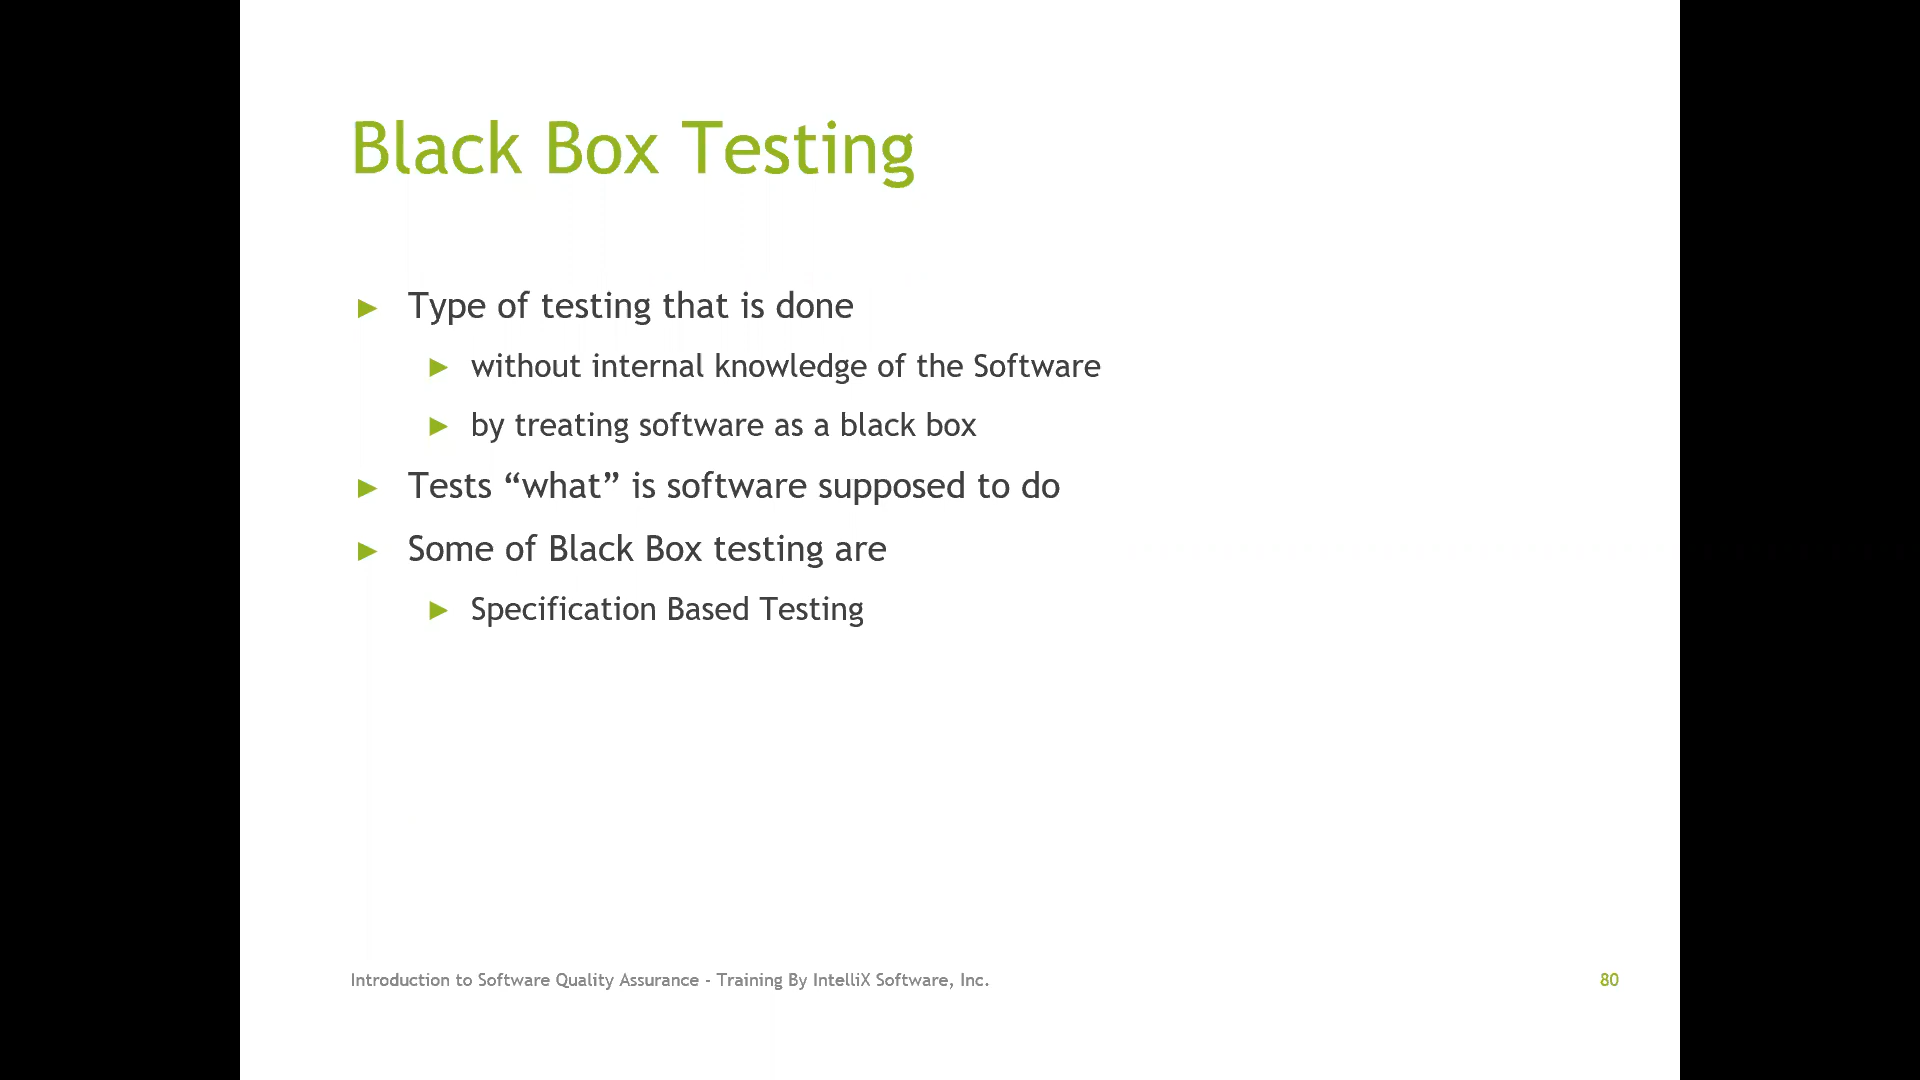 Black Box Testing
► Type of testing that is done
► without internal knowledge of the Software
► by treating software as a black box
► Tests “what” is software supposed to do
► Some of Black Box testing are
► Specification Based Testing
Introduction to Software Quality Assurance - Training By IntelliX Software, Inc.
80